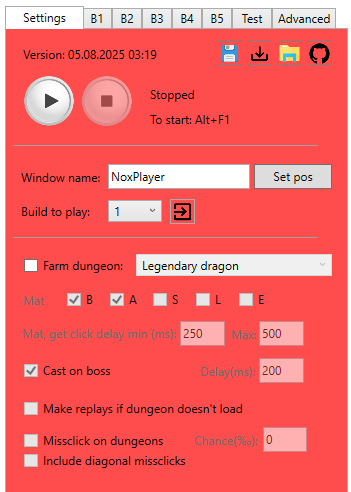 Settings B1 B2 B3 B4 B5 Test Advanced
Version: 05.08.2025 03:19
Stopped
To start: Alt+F1
Window name: NoxPlayer Set pos
Build to play: 1
Farm dungeon: Legendary dragon
Mat B A S L E
Mat, get click delay min (ms): 250 Max: 500
Cast on boss Delay(ms): 200
Make replays if dungeon doesn't load
Missclick on dungeons Chance(‰): 0
Include diagonal missclicks